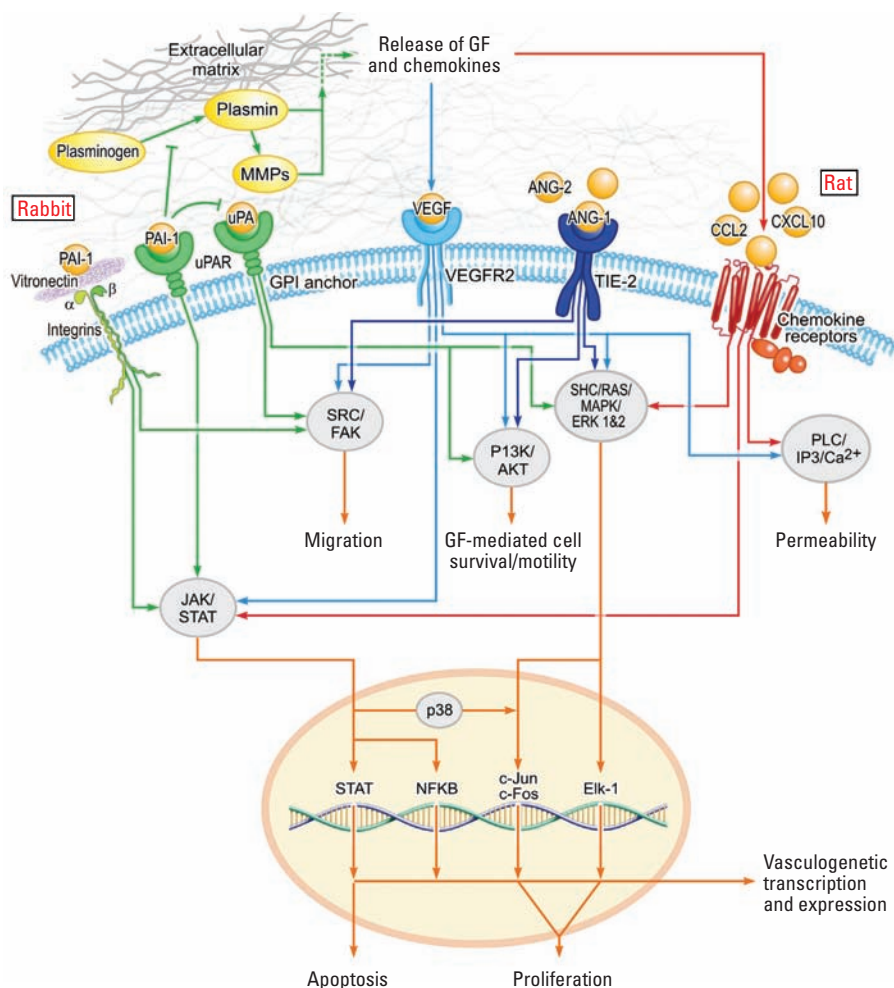 Extracellular
matrix
Release of GF
and chemokines
Plasmin
Plasminogen
MMPs
Rabbit
Rat
ANG-2
uPA
VEGF
ANG-1
CCL2
CXCL10
PAI-1
PAI-1
uPAR
Vitronectin
GPI anchor
VEGFR2
TIE-2
α
β
Integrins
Chemokine
receptors
SRC/
FAK
P13K/
AKT
SHC/RAS/
MAPK/
ERK 1&2
PLC/
IP3/Ca2+
Migration
GF-mediated cell
survival/motility
Permeability
JAK/
STAT
p38
STAT
NFKB
c-Jun
c-Fos
Elk-1
Vasculogenetic
transcription
and expression
Apoptosis
Proliferation